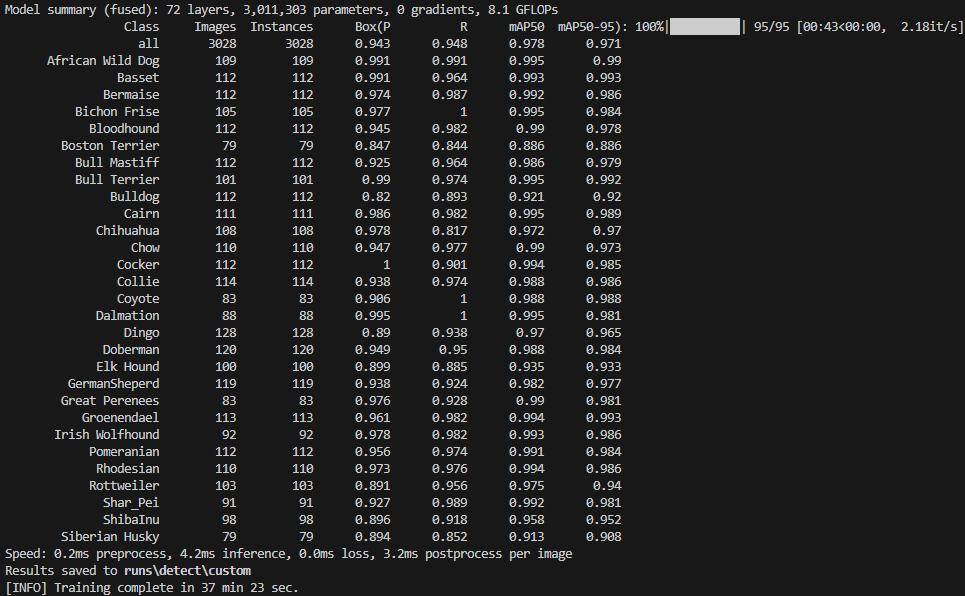 Model summary (fused): 72 layers, 3,011,303 parameters, 0 gradients, 8.1 GFLOPs
Class Images Instances Box(P R mAP50 mAP50-95): 100%|██████████| 95/95 [00:43<00:00, 2.18it/s]
all 3028 3028 0.943 0.948 0.978 0.971
African Wild Dog 109 109 0.991 0.991 0.995 0.99
Basset 112 112 0.991 0.964 0.993 0.993
Bermaise 112 112 0.974 0.987 0.992 0.986
Bichon Frise 105 105 0.977 1 0.995 0.984
Bloodhound 112 112 0.945 0.982 0.99 0.978
Boston Terrier 79 79 0.847 0.844 0.886 0.886
Bull Mastiff 112 112 0.925 0.964 0.986 0.979
Bull Terrier 101 101 0.99 0.974 0.995 0.992
Bulldog 112 112 0.82 0.893 0.921 0.92
Cairn 111 111 0.986 0.982 0.995 0.989
Chihuahua 108 108 0.978 0.817 0.972 0.97
Chow 110 110 0.947 0.977 0.99 0.973
Cocker 112 112 1 0.901 0.994 0.985
Collie 114 114 0.938 0.974 0.988 0.986
Coyote 83 83 0.906 1 0.988 0.988
Dalmation 88 88 0.995 1 0.995 0.981
Dingo 128 128 0.89 0.938 0.97 0.965
Doberman 120 120 0.949 0.95 0.988 0.984
Elk Hound 100 100 0.899 0.885 0.935 0.933
GermanSheperd 119 119 0.938 0.924 0.982 0.977
Great Perenees 83 83 0.976 0.928 0.99 0.981
Groenendael 113 113 0.961 0.982 0.994 0.993
Irish Wolfhound 92 92 0.978 0.982 0.993 0.986
Pomeranian 112 112 0.956 0.974 0.991 0.984
Rhodesian 110 110 0.973 0.976 0.994 0.986
Rottweiler 103 103 0.891 0.956 0.975 0.94
Shar_Pei 91 91 0.927 0.989 0.992 0.981
ShibaInu 98 98 0.896 0.918 0.958 0.952
Siberian Husky 79 79 0.894 0.852 0.913 0.908
Speed: 0.2ms preprocess, 4.2ms inference, 0.0ms loss, 3.2ms postprocess per image
Results saved to runs\detect\custom
[INFO] Training complete in 37 min 23 sec.